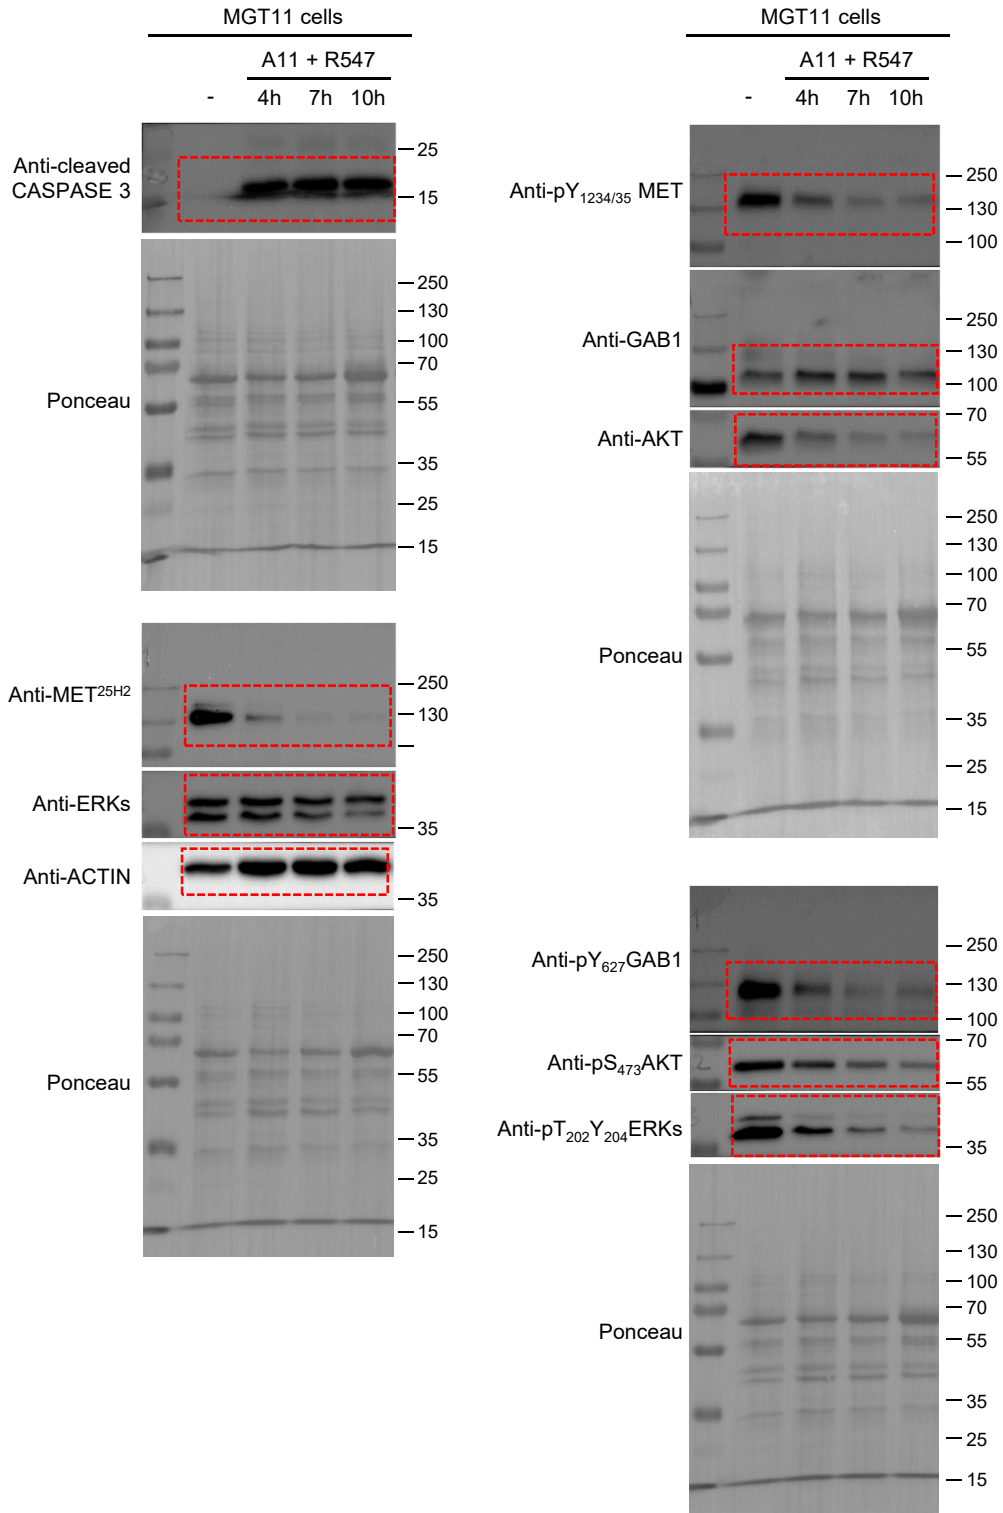 MGT11 cells
A11 + R547
- 4h 7h 10h
Anti-cleaved
CASPASE 3
25
15
Ponceau
250
130
100
70
55
35
25
15
Anti-MET25H2
250
130
Anti-ERKs
35
Anti-ACTIN
35
Ponceau
250
130
100
70
55
35
25
15
MGT11 cells
A11 + R547
- 4h 7h 10h
Anti-pY1234/35 MET
250
130
100
Anti-GAB1
250
130
100
Anti-AKT
70
55
Ponceau
250
130
100
70
55
35
25
15
Anti-pY627GAB1
250
130
100
Anti-pS473AKT
70
55
Anti-pT202Y204ERKs
35
Ponceau
250
130
100
70
55
35
25
15